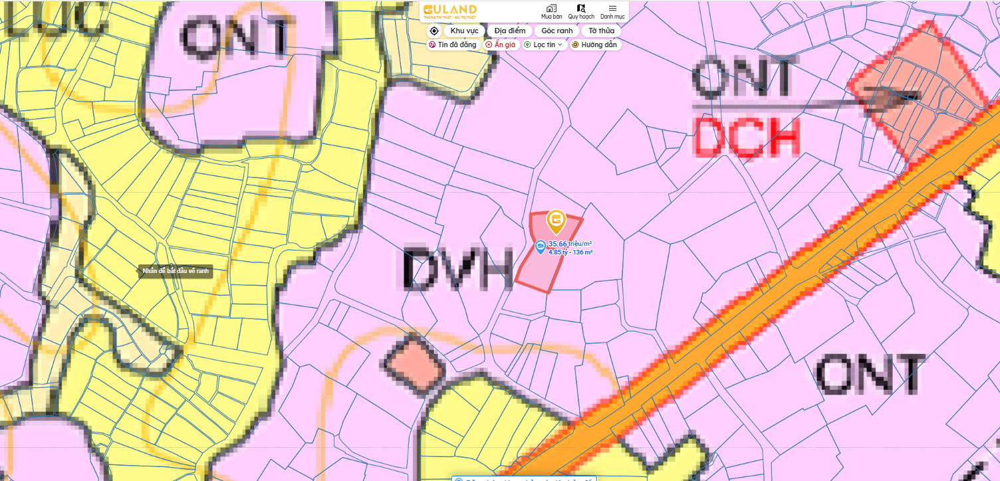 LUC
ONT
GULAND
THÔNG TIN THẬT - GIÁ TRỊ THẬT
Mua bán
Quy hoạch
Danh mục
Khu vực
Địa điểm
Góc ranh
Tờ thửa
Tin đã đăng
Ẩn giá
Lọc tin
Hướng dẫn
ONT
DCH
35.66 triệu/m²
4.85 tỷ - 136 m²
DVH
Nhấn để bắt đầu vẽ ranh
ONT